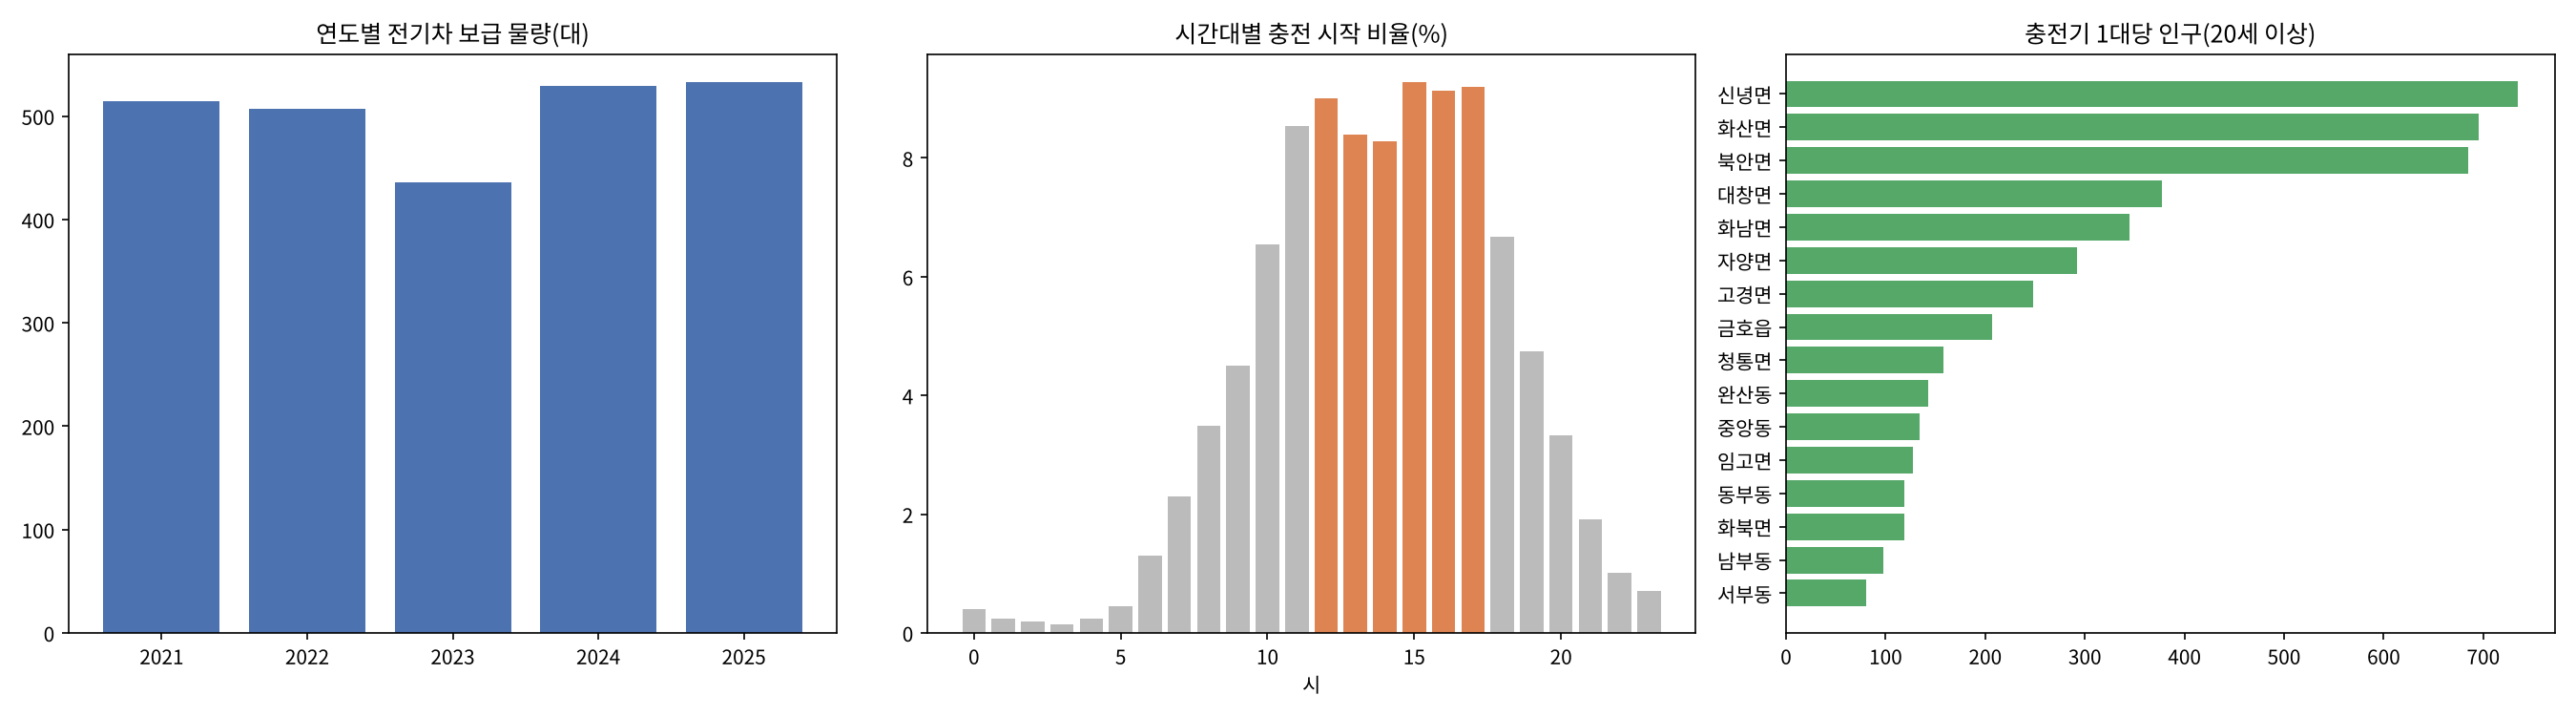 연도별 전기차 보급 물량(대)
500
400
300
200
100
0
2021 2022 2023 2024 2025
시간대별 충전 시작 비율(%)
8
6
4
2
0
0 5 10 15 20
시
충전기 1대당 인구(20세 이상)
신녕면
화산면
북안면
대창면
화남면
자양면
고경면
금호읍
청통면
완산동
중앙동
임고면
동부동
화북면
남부동
서부동
0 100 200 300 400 500 600 700